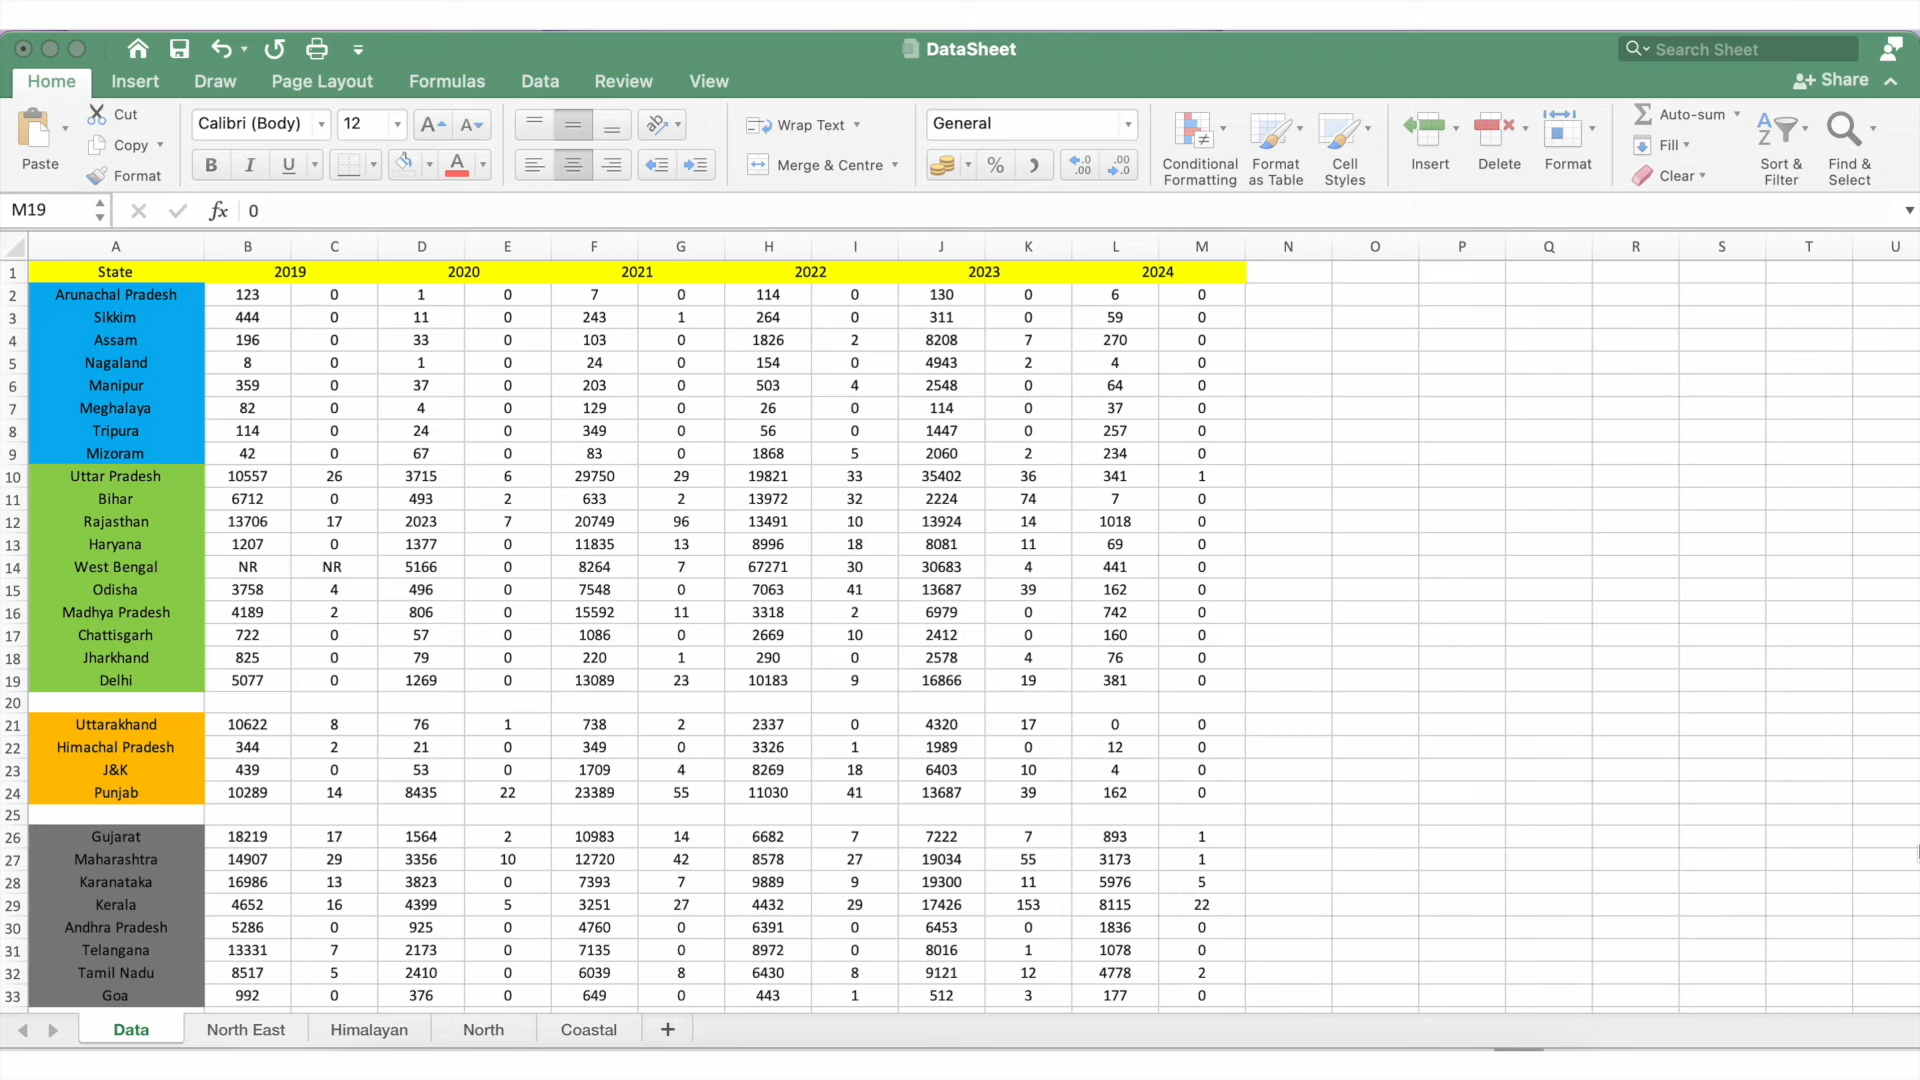 DataSheet
Search Sheet
Home Insert Draw Page Layout Formulas Data Review View
Share
Paste
Cut
Copy
Format
Calibri (Body) 12
A A
B I U A
Wrap Text
Merge & Centre
General
% .0 .00 .00 .0
Conditional Formatting
Format as Table
Cell Styles
Insert
Delete
Format
Auto-sum
Fill
Clear
Sort & Filter
Find & Select
M19 fx 0
A B C D E F G H I J K L M N O P Q R S T U
1 State 2019 2020 2021 2022 2023 2024
2 Arunachal Pradesh 123 0 1 0 7 0 114 0 130 0 6 0
3 Sikkim 444 0 11 0 243 1 264 0 311 0 59 0
4 Assam 196 0 33 0 103 0 1826 2 8208 7 270 0
5 Nagaland 8 0 1 0 24 0 154 0 4943 2 4 0
6 Manipur 359 0 37 0 203 0 503 4 2548 0 64 0
7 Meghalaya 82 0 4 0 129 0 26 0 114 0 37 0
8 Tripura 114 0 24 0 349 0 56 0 1447 0 257 0
9 Mizoram 42 0 67 0 83 0 1868 5 2060 2 234 0
10 Uttar Pradesh 10557 26 3715 6 29750 29 19821 33 35402 36 341 1
11 Bihar 6712 0 493 2 633 2 13972 32 2224 74 7 0
12 Rajasthan 13706 17 2023 7 20749 96 13491 10 13924 14 1018 0
13 Haryana 1207 0 1377 0 11835 13 8996 18 8081 11 69 0
14 West Bengal NR NR 5166 0 8264 7 67271 30 30683 4 441 0
15 Odisha 3758 4 496 0 7548 0 7063 41 13687 39 162 0
16 Madhya Pradesh 4189 2 806 0 15592 11 3318 2 6979 0 742 0
17 Chattisgarh 722 0 57 0 1086 0 2669 10 2412 0 160 0
18 Jharkhand 825 0 79 0 220 1 290 0 2578 4 76 0
19 Delhi 5077 0 1269 0 13089 23 10183 9 16866 19 381 0
20
21 Uttarakhand 10622 8 76 1 738 2 2337 0 4320 17 0 0
22 Himachal Pradesh 344 2 21 0 349 0 3326 1 1989 0 12 0
23 J&K 439 0 53 0 1709 4 8269 18 6403 10 4 0
24 Punjab 10289 14 8435 22 23389 55 11030 41 13687 39 162 0
25
26 Gujarat 18219 17 1564 2 10983 14 6682 7 7222 7 893 1
27 Maharashtra 14907 29 3356 10 12720 42 8578 27 19034 55 3173 1
28 Karanataka 16986 13 3823 0 7393 7 9889 9 19300 11 5976 5
29 Kerala 4652 16 4399 5 3251 27 4432 29 17426 153 8115 22
30 Andhra Pradesh 5286 0 925 0 4760 0 6391 0 6453 0 1836 0
31 Telangana 13331 7 2173 0 7135 0 8972 0 8016 1 1078 0
32 Tamil Nadu 8517 5 2410 0 6039 8 6430 8 9121 12 4778 2
33 Goa 992 0 376 0 649 0 443 1 512 3 177 0
Data North East Himalayan North Coastal +